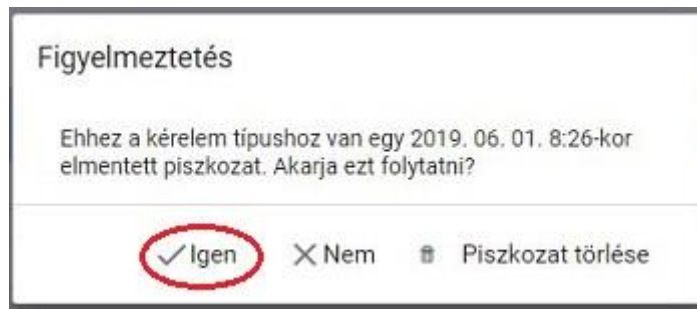 Figyelmeztetés
Ehhez a kérelem típushoz van egy 2019. 06. 01. 8:26-kor
elmentett piszkozat. Akarja ezt folytatni?
Igen Nem Piszkozat törlése